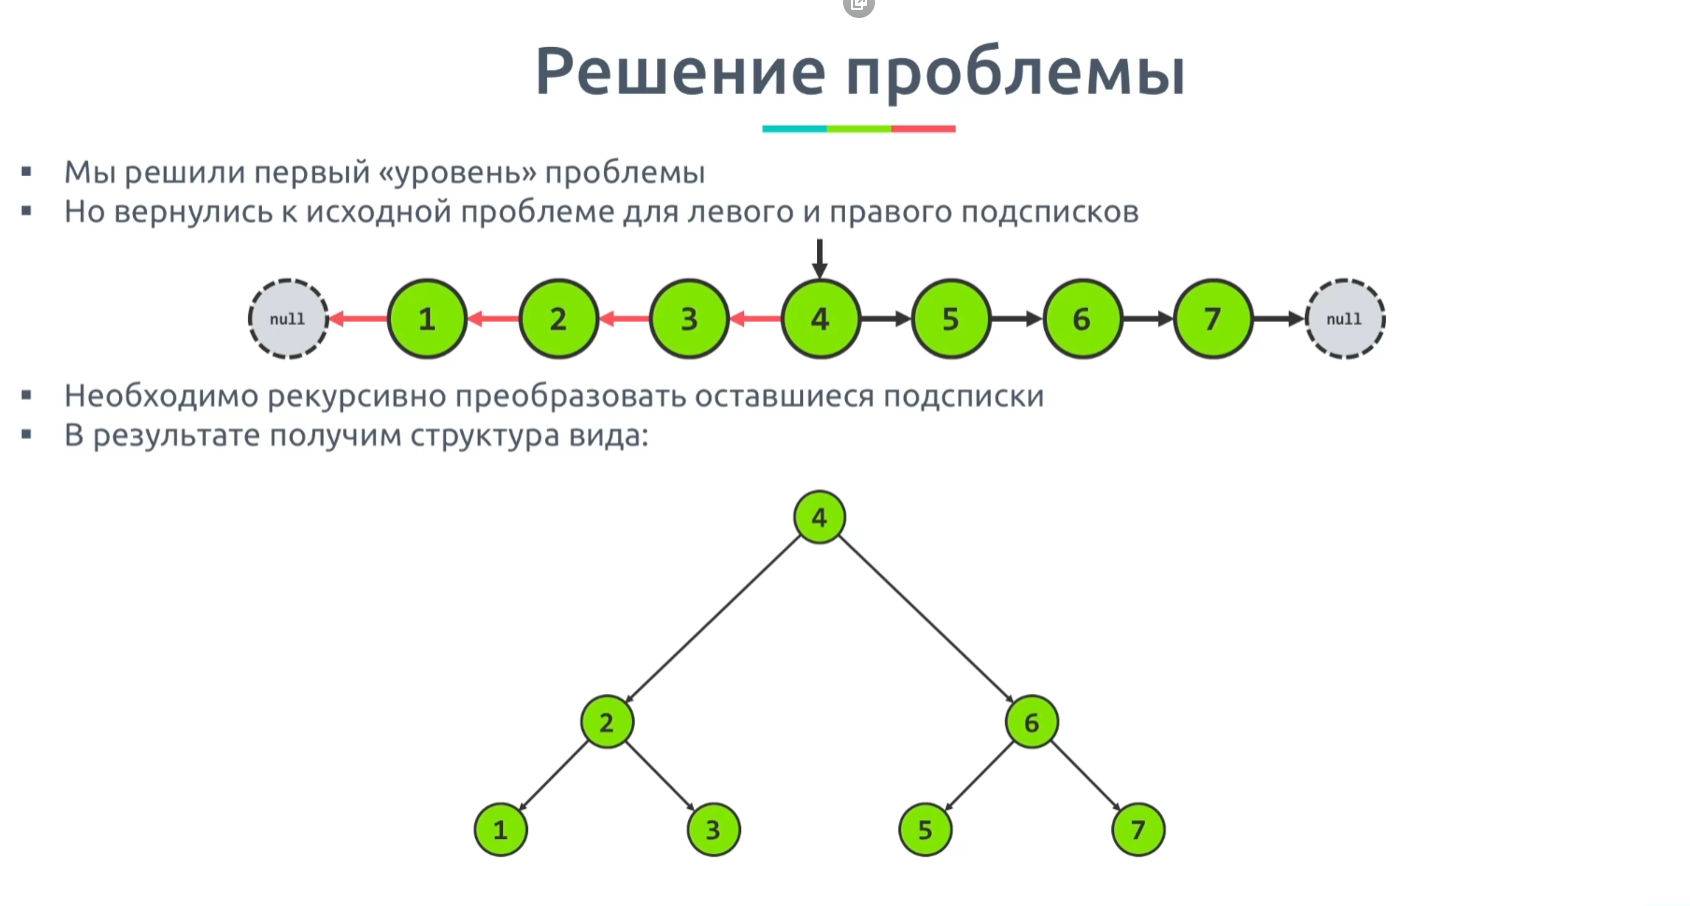 Решение проблемы
▪ Мы решили первый «уровень» проблемы
▪ Но вернулись к исходной проблеме для левого и правого подсписков
null 1 2 3 4 5 6 7 null
▪ Необходимо рекурсивно преобразовать оставшиеся подсписки
▪ В результате получим структура вида:
4
2 6
1 3 5 7